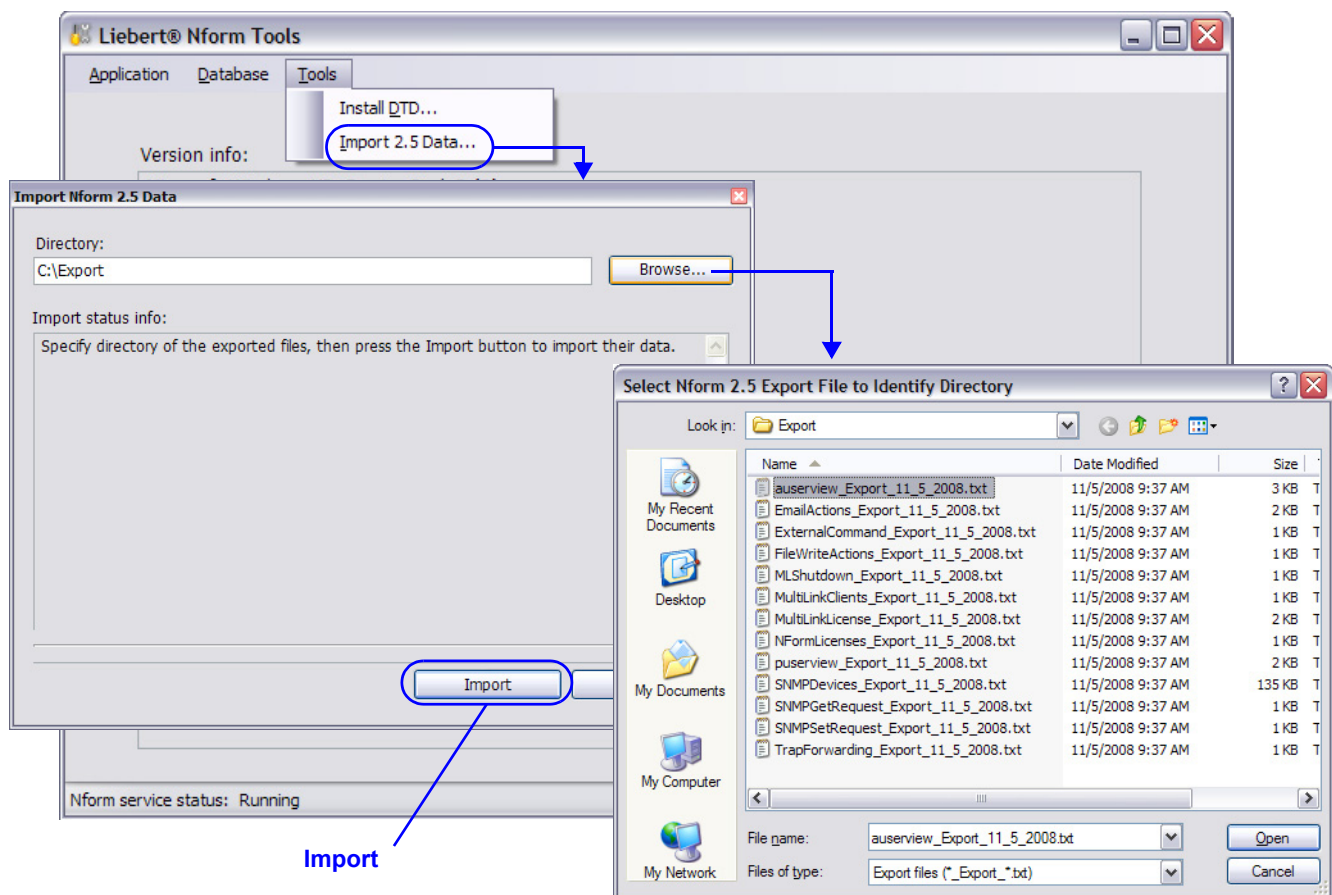 Liebert® Nform Tools
Application Database Tools
Install DTD...
Import 2.5 Data...
Version info:
Import Nform 2.5 Data
Directory:
C:\Export
Browse...
Import status info:
Specify directory of the exported files, then press the Import button to import their data.
Import
Nform service status: Running
Import
Select Nform 2.5 Export File to Identify Directory
Look in: Export
My Recent Documents
Desktop
My Documents
My Computer
My Network
Name Date Modified Size
auserview_Export_11_5_2008.txt 11/5/2008 9:37 AM 3 KB T
EmailActions_Export_11_5_2008.txt 11/5/2008 9:37 AM 2 KB T
ExternalCommand_Export_11_5_2008.txt 11/5/2008 9:37 AM 1 KB T
FileWriteActions_Export_11_5_2008.txt 11/5/2008 9:37 AM 1 KB T
MLShutdown_Export_11_5_2008.txt 11/5/2008 9:37 AM 1 KB T
MultiLinkClients_Export_11_5_2008.txt 11/5/2008 9:37 AM 1 KB T
MultiLinkLicense_Export_11_5_2008.txt 11/5/2008 9:37 AM 2 KB T
NFormLicenses_Export_11_5_2008.txt 11/5/2008 9:37 AM 1 KB T
puserview_Export_11_5_2008.txt 11/5/2008 9:37 AM 2 KB T
SNMPDevices_Export_11_5_2008.txt 11/5/2008 9:37 AM 135 KB T
SNMPGetRequest_Export_11_5_2008.txt 11/5/2008 9:37 AM 1 KB T
SNMPSetRequest_Export_11_5_2008.txt 11/5/2008 9:37 AM 1 KB T
TrapForwarding_Export_11_5_2008.txt 11/5/2008 9:37 AM 1 KB T
File name: auserview_Export_11_5_2008.txt Open
Files of type: Export files (*_Export_*.txt) Cancel